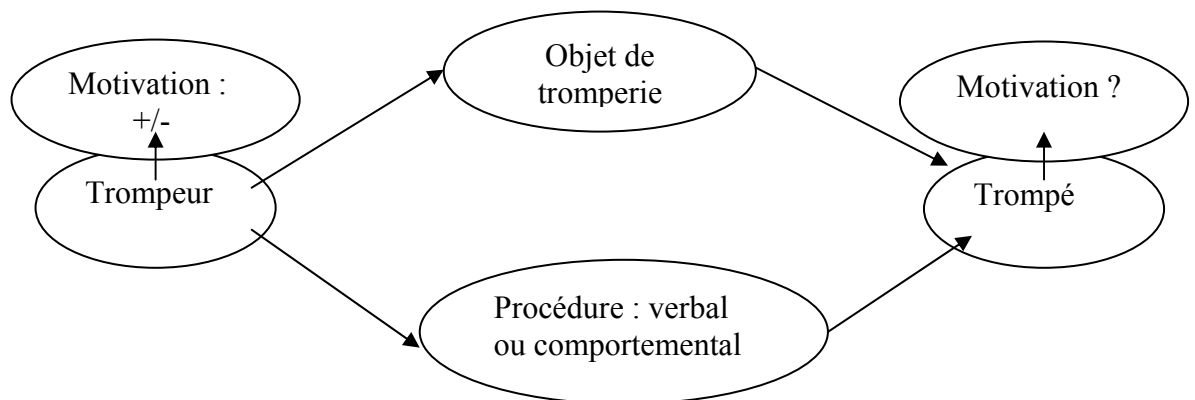 Motivation :
+/-
Trompeur
Objet de
tromperie
Procédure : verbal
ou comportemental
Motivation ?
Trompé